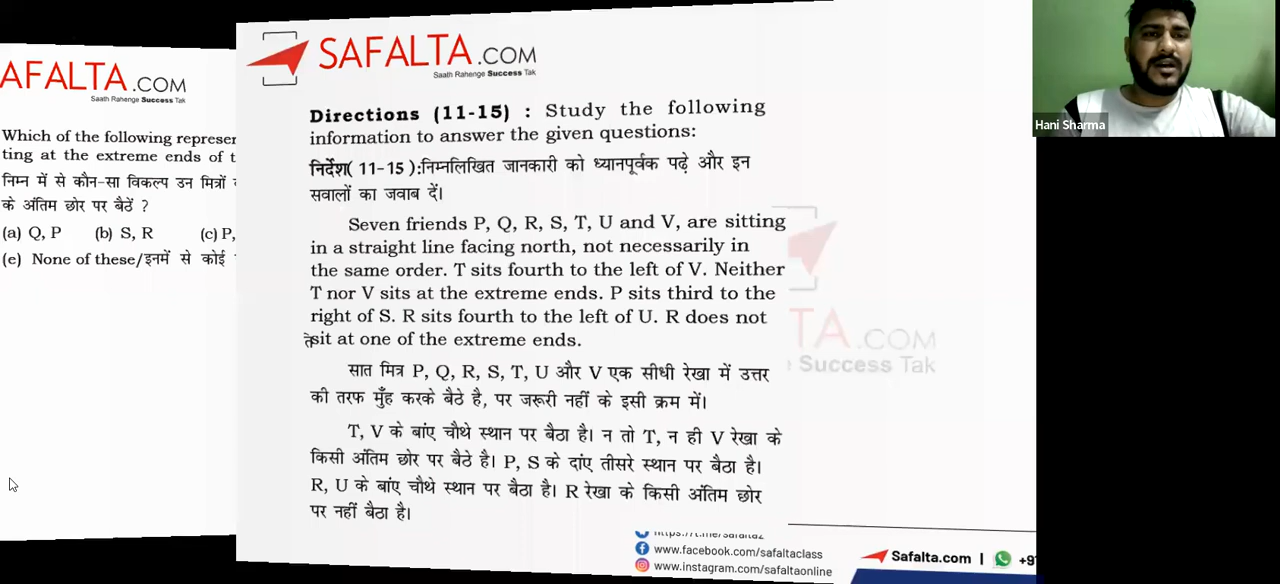 AFALTA.COM
Saath Rahenge Success Tak
Which of the following represen
ting at the extreme ends of t
निम्न में से कौन-सा विकल्प उन मित्रों
के अंतिम छोर पर बैठें ?
(a) Q, P (b) S, R (c) P,
(e) None of these/इनमें से कोई
SAFALTA.COM
Saath Rahenge Success Tak
Directions (11-15) : Study the following
information to answer the given questions:
निर्देश( 11-15 ):निम्नलिखित जानकारी को ध्यानपूर्वक पढ़े और इन
सवालों का जवाब दें।
Seven friends P, Q, R, S, T, U and V, are sitting
in a straight line facing north, not necessarily in
the same order. T sits fourth to the left of V. Neither
T nor V sits at the extreme ends. P sits third to the
right of S. R sits fourth to the left of U. R does not
sit at one of the extreme ends.
सात मित्र P, Q, R, S, T, U और V एक सीधी रेखा में उत्तर
की तरफ मुँह करके बैठे है, पर जरूरी नहीं के इसी क्रम में।
T, V के बांए चौथे स्थान पर बैठा है। न तो T, न ही V रेखा के
किसी अंतिम छोर पर बैठे है। P, S के दांए तीसरे स्थान पर बैठा है।
R, U के बांए चौथे स्थान पर बैठा है। R रेखा के किसी अंतिम छोर
पर नहीं बैठा है।
TA.COM
Success Tak
Hani Sharma
www.facebook.com/safaltaclass
www.instagram.com/safaltaonline
Safalta.com |